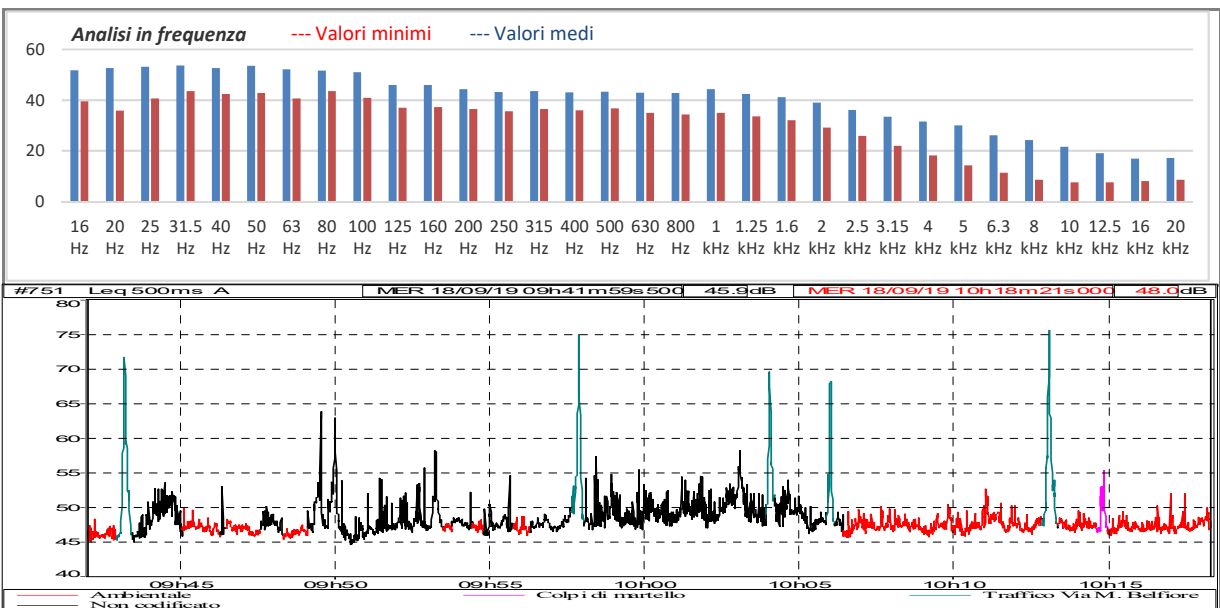 Analisi in frequenza --- Valori minimi --- Valori medi
60
40
20
0
16 20 25 31.5 40 50 63 80 100 125 160 200 250 315 400 500 630 800 1 1.25 1.6 2 2.5 3.15 4 5 6.3 8 10 12.5 16 20
Hz Hz Hz Hz Hz Hz Hz Hz Hz Hz Hz Hz Hz Hz Hz Hz Hz Hz kHz kHz kHz kHz kHz kHz kHz kHz kHz kHz kHz kHz kHz kHz
#751 Leq 500ms A MER 18/09/19 09h41m59s500 45.9dB MER 18/09/19 10h18m21s000 48.0dB
80
75
70
65
60
55
50
45
40
09h45 09h50 09h55 10h00 10h05 10h10 10h15
Ambientale Colpi di martello Traffico Via M. Belfiore
Non codificato